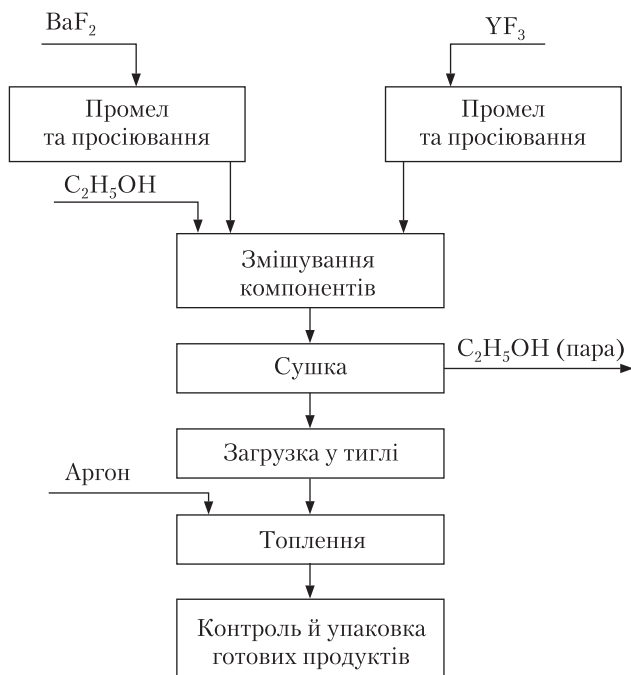 BaF₂
YF₃
Промел
та просіювання
Промел
та просіювання
C₂H₅OH
Змішування
компонентів
Сушка
C₂H₅OH (пара)
Загрузка у тиглі
Аргон
Топлення
Контроль й упаковка
готових продуктів